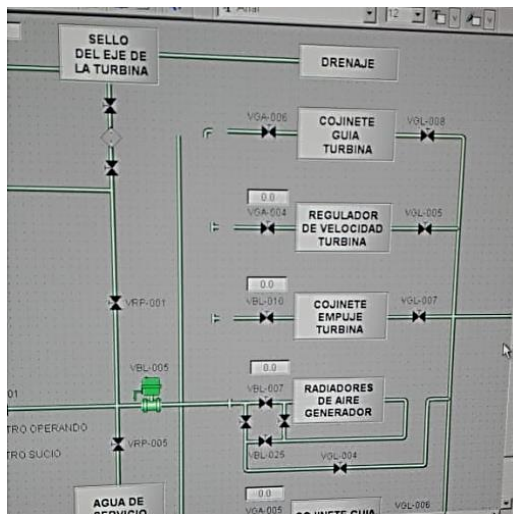 Arial
12
SELLO
DEL EJE DE
LA TURBINA
DRENAJE
VGA-006
COJINETE
GUIA
TURBINA
VGL-008
0.0
VGA-004
REGULADOR
DE VELOCIDAD
TURBINA
VGL-005
0.0
VBL-010
COJINETE
EMPUJE
TURBINA
VGL-007
VRP-001
VBL-005
0.0
VBL-007
RADIADORES
DE AIRE
GENERADOR
01
TRO OPERANDO
TRO SUCIO
VRP-005
VBL-025
VGL-004
AGUA DE
SERVICIO
0.0
VGA-005
COJINETE GUIA
VGL-006